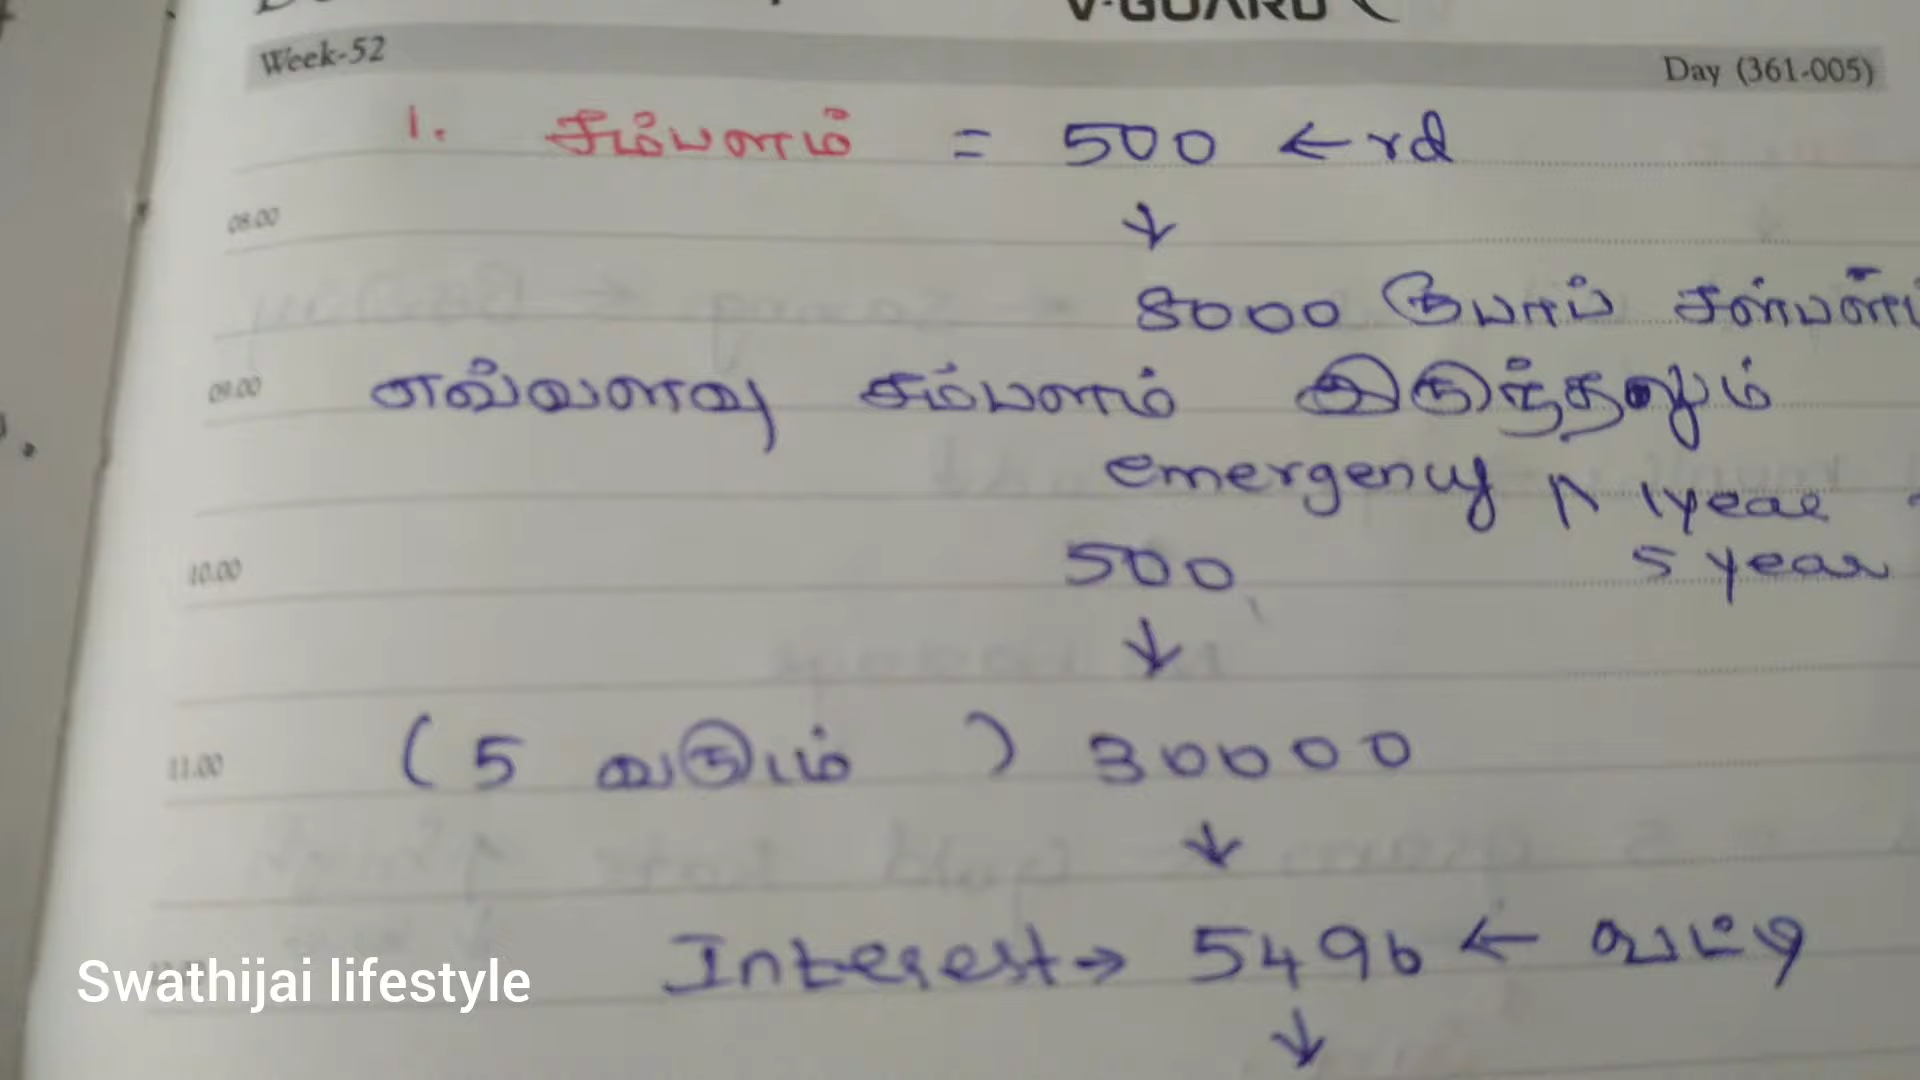 V-GUARD
Week-52 Day (361-005)
1. சம்பளம் = 500 ← rd
↓
08.00
8000 ரூபாய் சம்பளம்
09.00 எவ்வளவு சம்பளம் இருந்தலும்
emergency 1 year
10.00 500 5 year
↓
11.00 (5 வருடம் ) 30000
↓
Interest → 5496 ← வட்டி
↓
Swathijai lifestyle